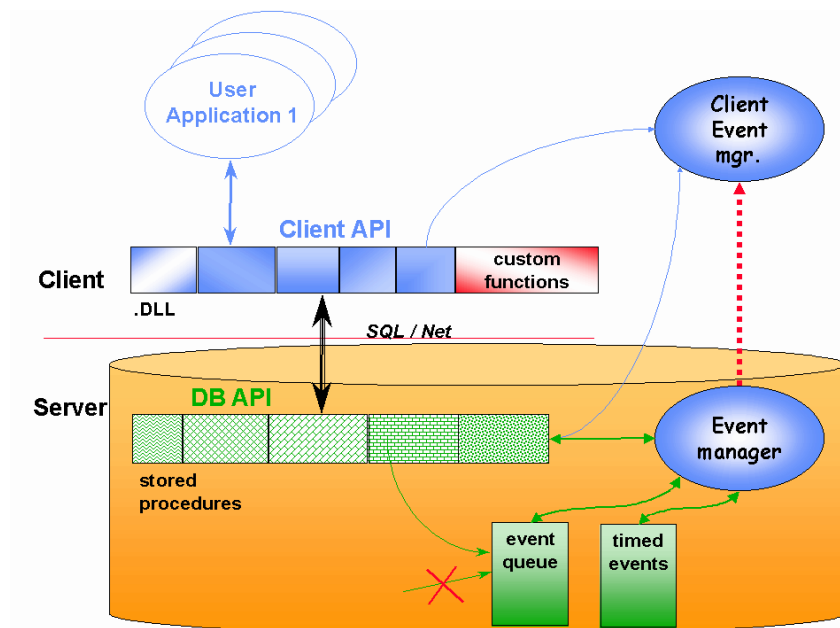 User
Application 1
Client
Event
mgr.
Client API
custom
functions
Client
.DLL
SQL / Net
DB API
Server
stored
procedures
Event
manager
event
queue
timed
events